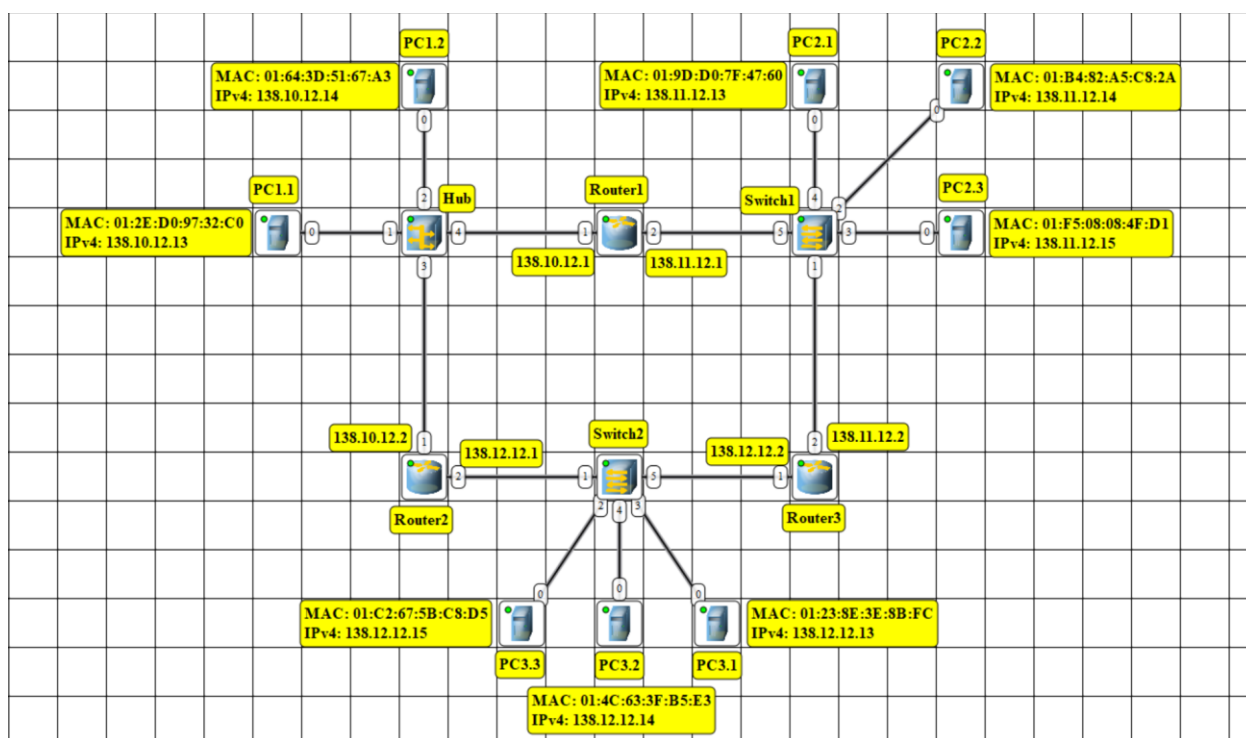 PC1.2
PC2.1
PC2.2
MAC: 01:64:3D:51:67:A3
IPv4: 138.10.12.14
MAC: 01:9D:D0:7F:47:60
IPv4: 138.11.12.13
MAC: 01:B4:82:A5:C8:2A
IPv4: 138.11.12.14
0
0
0
PC1.1
2
Hub
Router1
Switch1
4
2
PC2.3
MAC: 01:2E:D0:97:32:C0
IPv4: 138.10.12.13
0
1
4
1
2
5
3
0
MAC: 01:F5:08:08:4F:D1
IPv4: 138.11.12.15
3
138.10.12.1
138.11.12.1
1
138.10.12.2
1
138.12.12.1
Switch2
138.12.12.2
2
138.11.12.2
2
1
5
1
Router2
2
4
3
Router3
0
0
0
MAC: 01:C2:67:5B:C8:D5
IPv4: 138.12.12.15
MAC: 01:23:8E:3E:8B:FC
IPv4: 138.12.12.13
PC3.3
PC3.2
PC3.1
MAC: 01:4C:63:3F:B5:E3
IPv4: 138.12.12.14